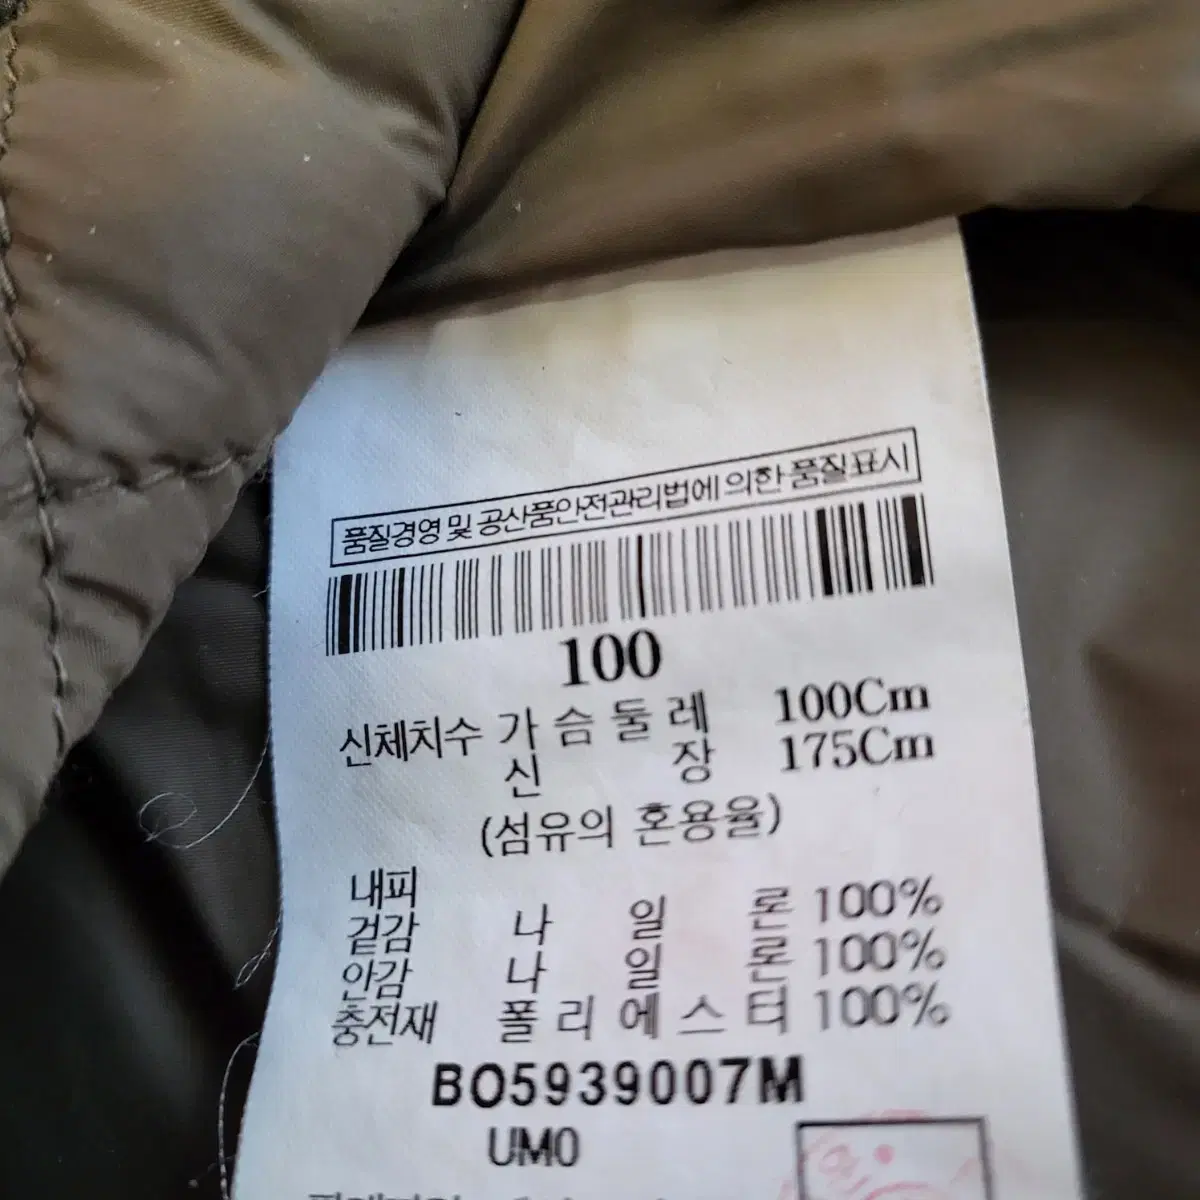 품질경영 및 공산품안전관리법에 의한 품질표시
100
신체치수 가슴둘레 100Cm
신 장 175Cm
(섬유의 혼용율)
내피
겉감 나 일 론 100%
안감 나 일 론 100%
충전재 폴리에스터 100%
BO5939007M
UM0